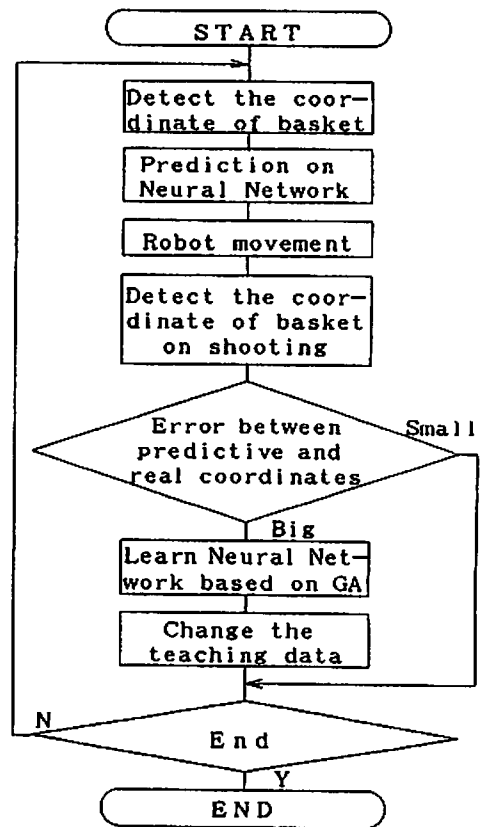 START
Detect the coor-
dinate of basket
Prediction on
Neural Network
Robot movement
Detect the coor-
dinate of basket
on shooting
Error between
predictive and
real coordinates
Small
Big
Learn Neural Net-
work based on GA
Change the
teaching data
N
End
Y
END